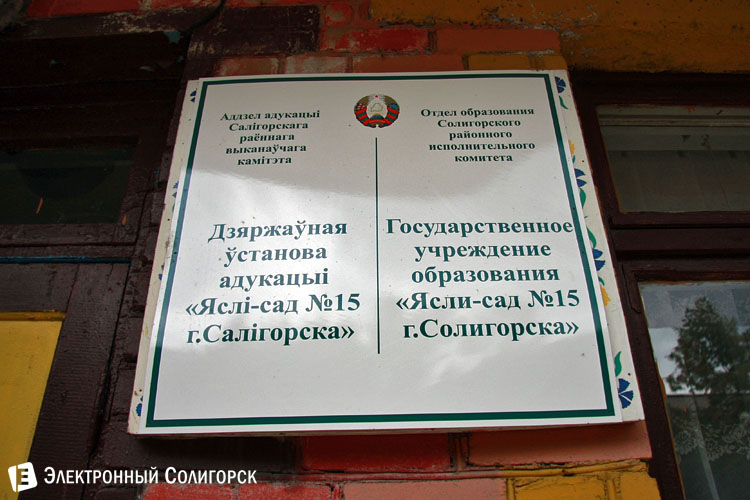 Аддзел адукацыі
Салігорскага
раённага
выканаўчага
камітэта
Дзяржаўная
ўстанова
адукацыі
«Яслі-сад №15
г.Салігорска»
Отдел образования
Солигорского
районного
исполнительного
комитета
Государственное
учреждение
образования
«Ясли-сад №15
г.Солигорска»
Электронный Солигорск